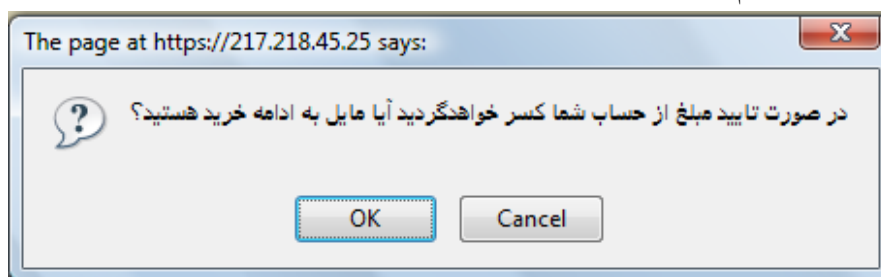 The page at https://217.218.45.25 says:
در صورت تایید مبلغ از حساب شما کسر خواهدگردید آیا مایل به ادامه خرید هستید؟
OK
Cancel